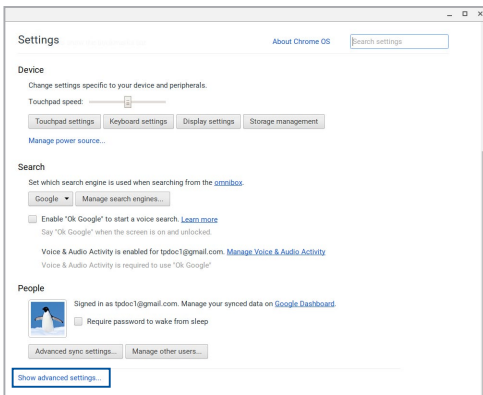 Settings
About Chrome OS
Search settings
Device
Change settings specific to your device and peripherals.
Touchpad speed:
Touchpad settings Keyboard settings Display settings Storage management
Manage power source...
Search
Set which search engine is used when searching from the omnibox.
Google Manage search engines...
Enable "Ok Google" to start a voice search. Learn more
Say "Ok Google" when the screen is on and unlocked.
Voice & Audio Activity is enabled for tpdoc1@gmail.com. Manage Voice & Audio Activity
Voice & Audio Activity is required to use "Ok Google"
People
Signed in as tpdoc1@gmail.com. Manage your synced data on Google Dashboard.
Require password to wake from sleep
Advanced sync settings... Manage other users...
Show advanced settings...